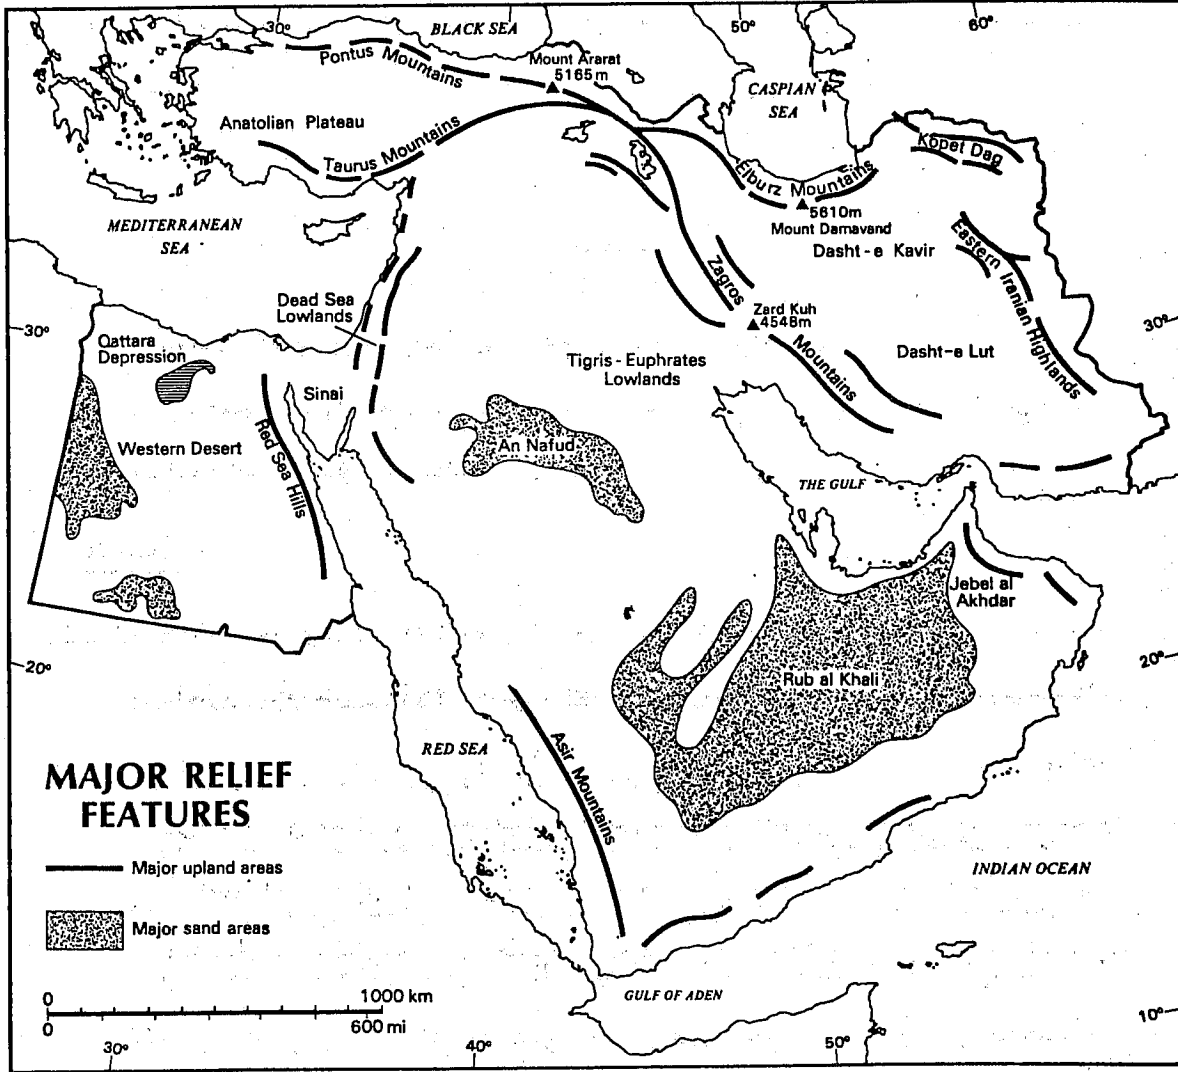 30°
BLACK SEA
50°
60°
Pontus Mountains
Mount Ararat
5165m
CASPIAN
SEA
Anatolian Plateau
Taurus Mountains
Kopet Dag
Elburz Mountains
5610m
Mount Damavand
MEDITERRANEAN
SEA
Dasht-e Kavir
Eastern Iranian Highlands
Zagros
Mountains
Dead Sea
Lowlands
Zard Kuh
4548m
30°
30°
Qattara
Depression
Tigris-Euphrates
Lowlands
Dasht-e Lut
Sinai
Western Desert
Red Sea Hills
An Nafud
THE GULF
Jebel al
Akhdar
20°
20°
Rub al Khali
RED SEA
Asir Mountains
MAJOR RELIEF
FEATURES
Major upland areas
INDIAN OCEAN
Major sand areas
GULF OF ADEN
0
1000 km
0
600 mi
10°
30°
40°
50°